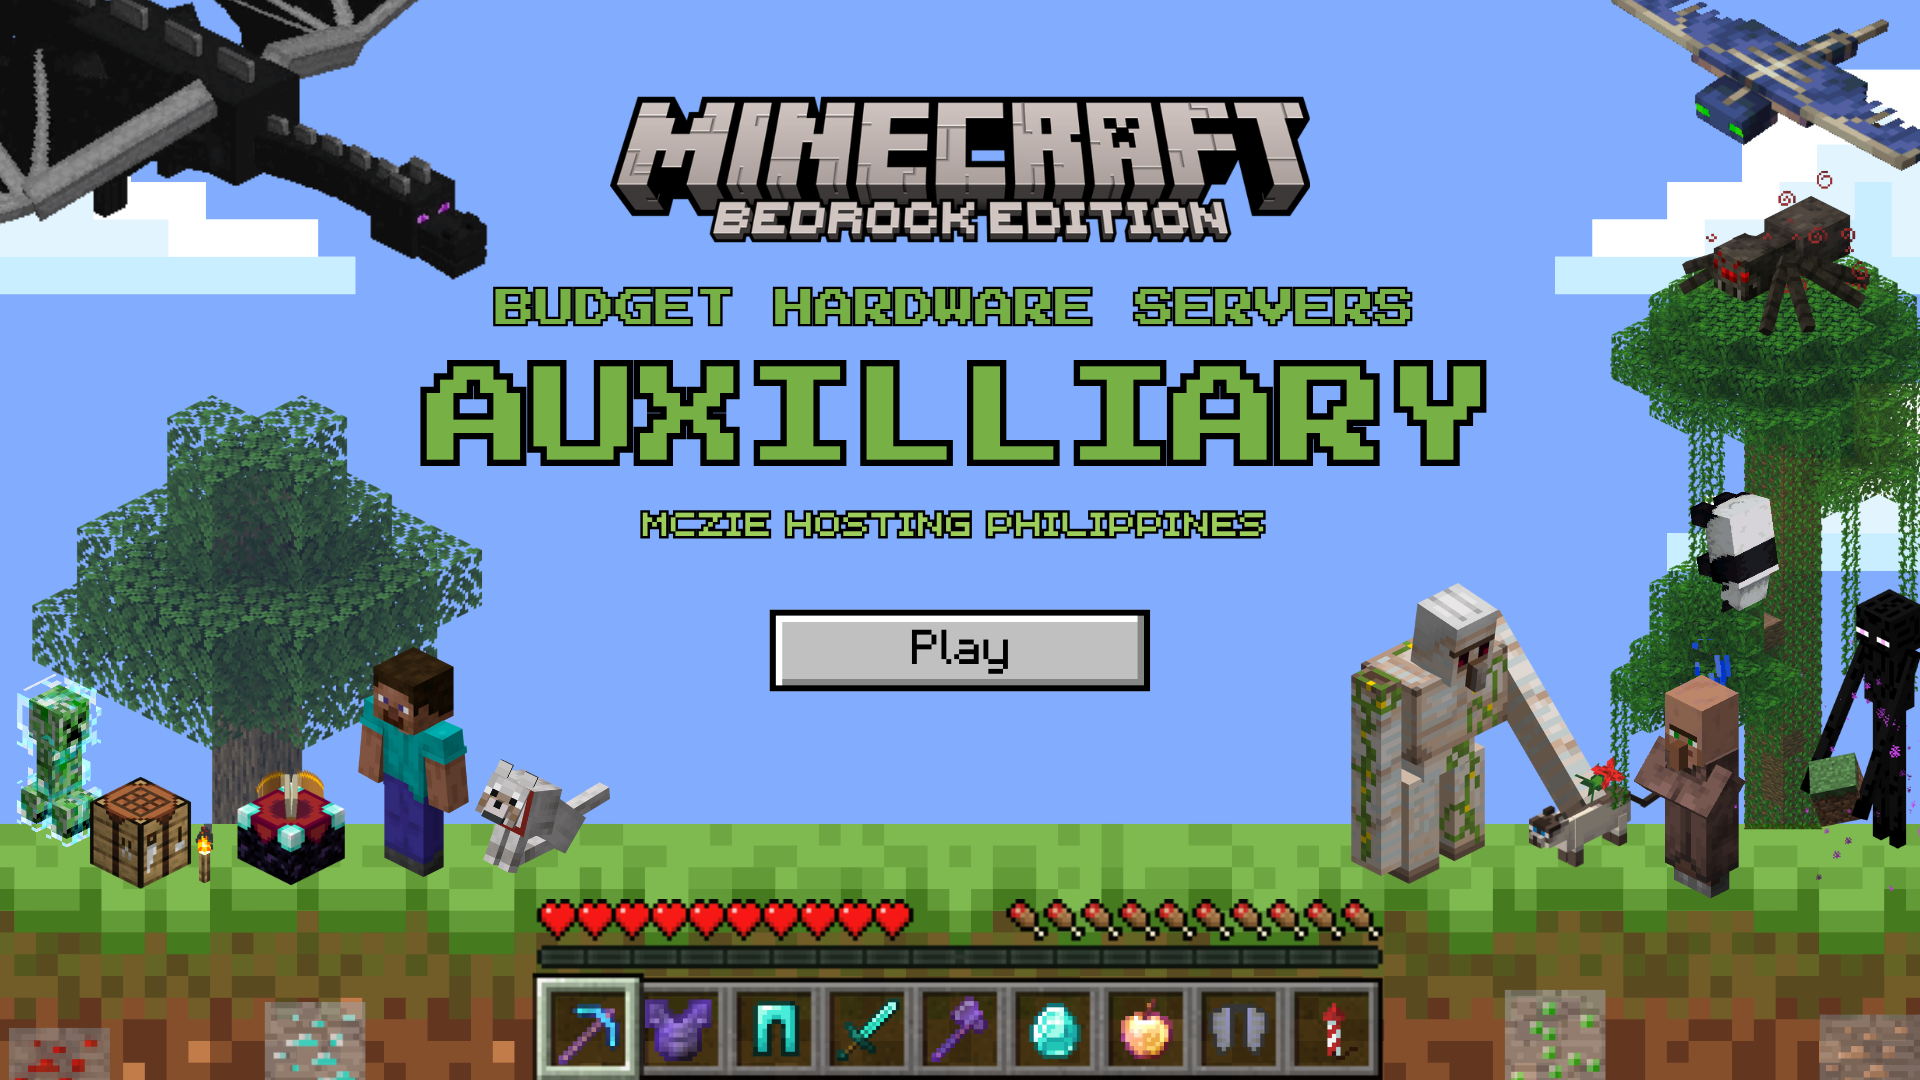 MINECRAFT
BEDROCK EDITION
BUDGET HARDWARE SERVERS
AUXILLIARY
MCZIE HOSTING PHILIPPINES
Play